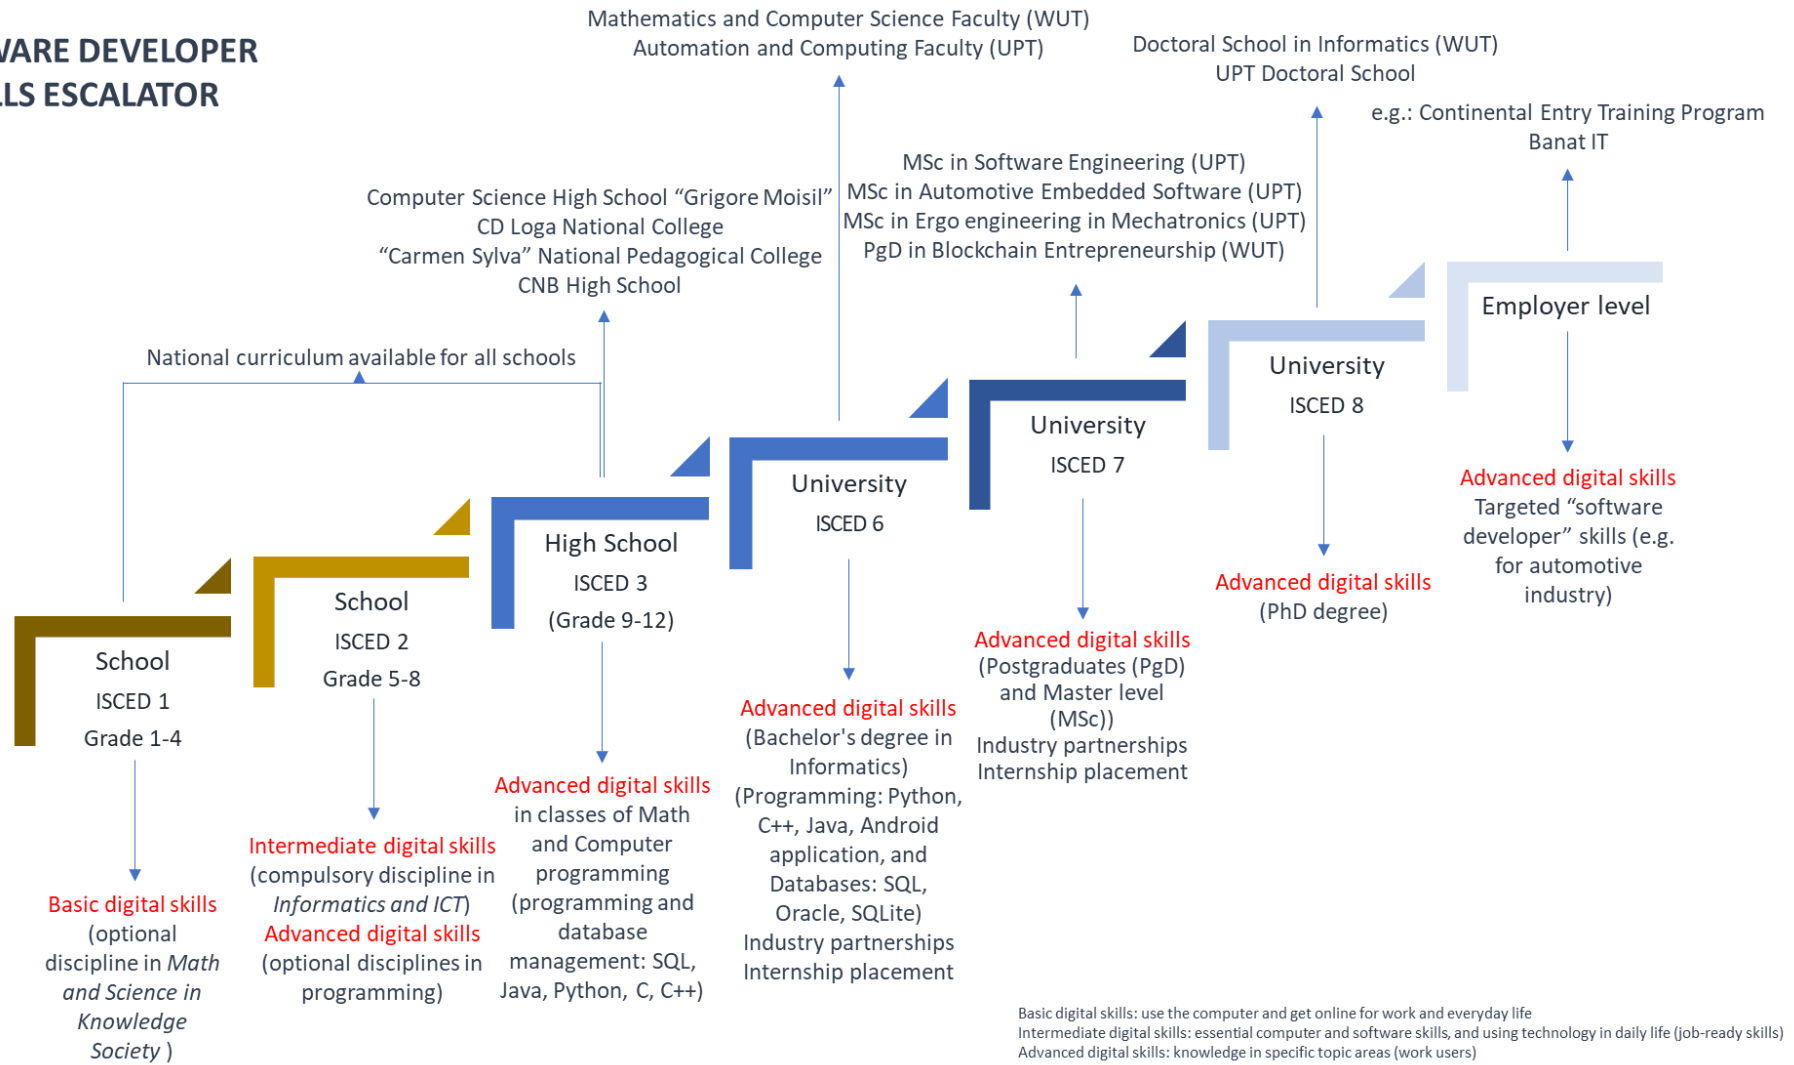 WARE DEVELOPER
LLS ESCALATOR
Mathematics and Computer Science Faculty (WUT)
Automation and Computing Faculty (UPT)
Doctoral School in Informatics (WUT)
UPT Doctoral School
e.g.: Continental Entry Training Program
Banat IT
MSc in Software Engineering (UPT)
MSc in Automotive Embedded Software (UPT)
MSc in Ergo engineering in Mechatronics (UPT)
PgD in Blockchain Entrepreneurship (WUT)
Computer Science High School “Grigore Moisil”
CD Loga National College
“Carmen Sylva” National Pedagogical College
CNB High School
National curriculum available for all schools
School
ISCED 1
Grade 1-4
Basic digital skills
(optional
discipline in Math
and Science in
Knowledge
Society )
School
ISCED 2
Grade 5-8
Intermediate digital skills
(compulsory discipline in
Informatics and ICT)
Advanced digital skills
(optional disciplines in
programming)
High School
ISCED 3
(Grade 9-12)
Advanced digital skills
in classes of Math
and Computer
programming
(programming and
database
management: SQL,
Java, Python, C, C++)
University
ISCED 6
Advanced digital skills
(Bachelor's degree in
Informatics)
(Programming: Python,
C++, Java, Android
application, and
Databases: SQL,
Oracle, SQLite)
Industry partnerships
Internship placement
University
ISCED 7
Advanced digital skills
(Postgraduates (PgD)
and Master level
(MSc))
Industry partnerships
Internship placement
University
ISCED 8
Advanced digital skills
(PhD degree)
Employer level
Advanced digital skills
Targeted “software
developer” skills (e.g.
for automotive
industry)
Basic digital skills: use the computer and get online for work and everyday life
Intermediate digital skills: essential computer and software skills, and using technology in daily life (job-ready skills)
Advanced digital skills: knowledge in specific topic areas (work users)